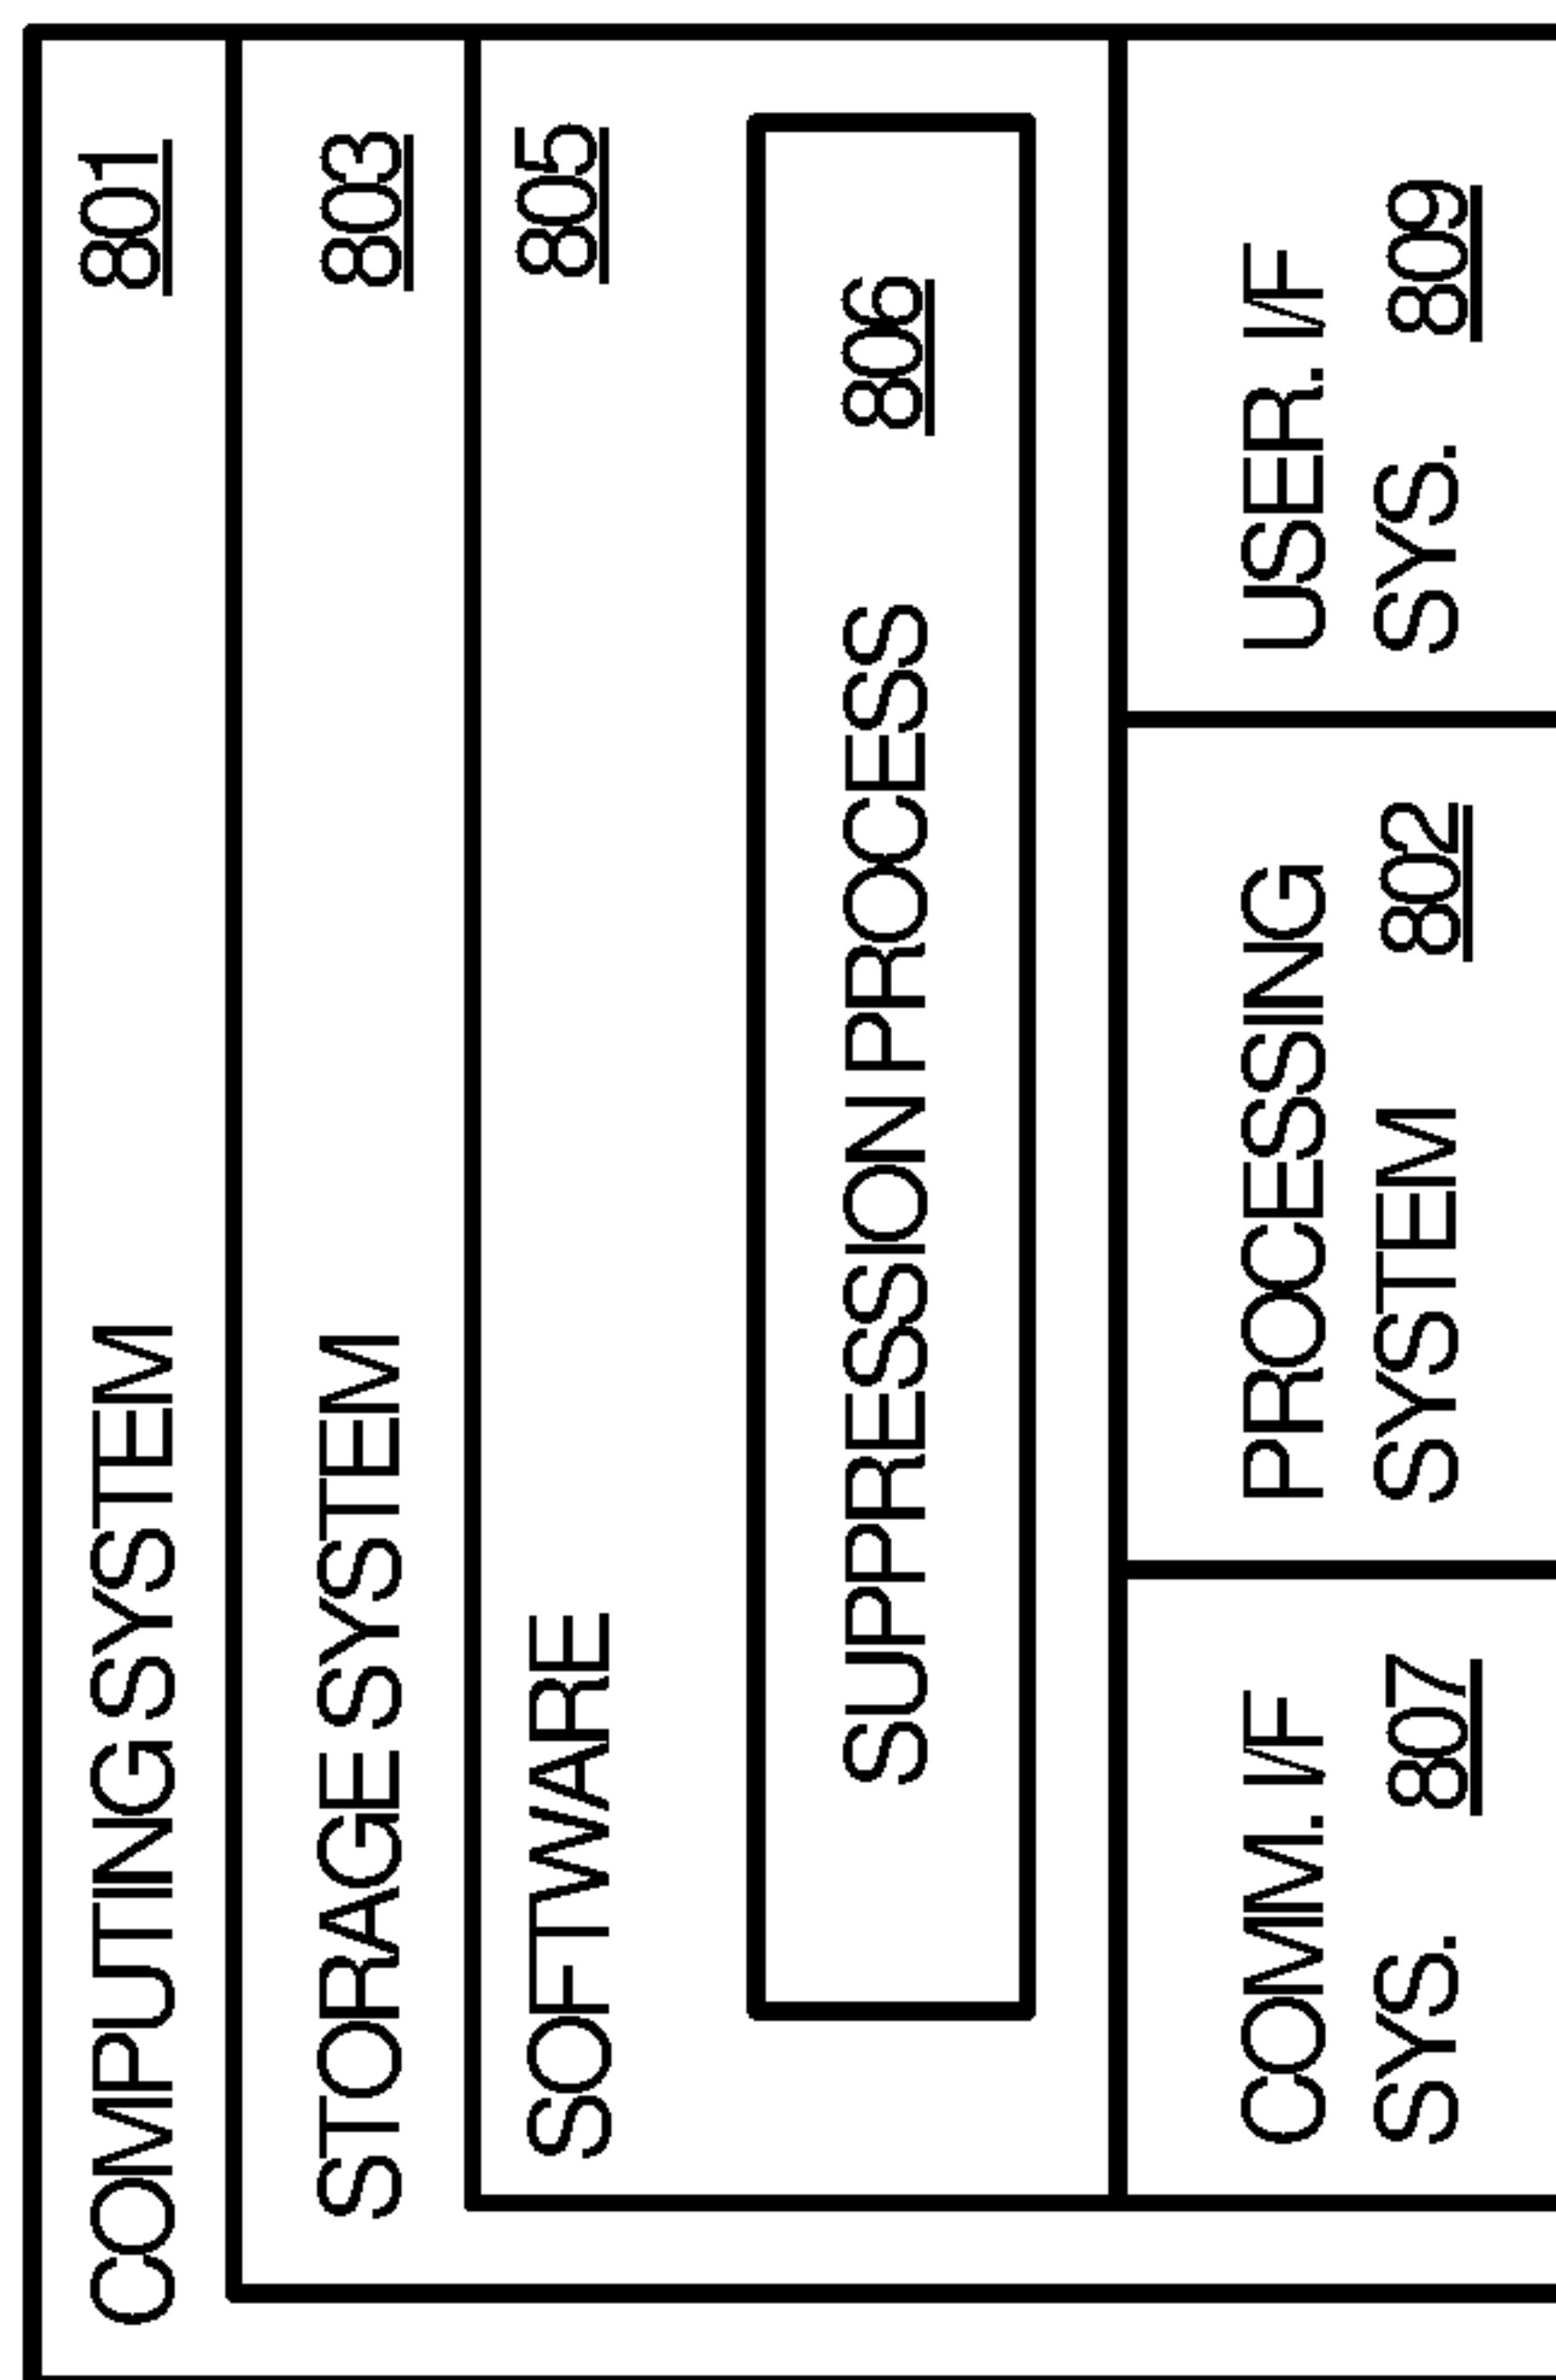 COMPUTING SYSTEM 801
STORAGE SYSTEM 803
SOFTWARE 805
SUPPRESSION PROCESS 806
COMM. I/F
SYS. 807
PROCESSING
SYSTEM 802
USER. I/F
SYS. 809